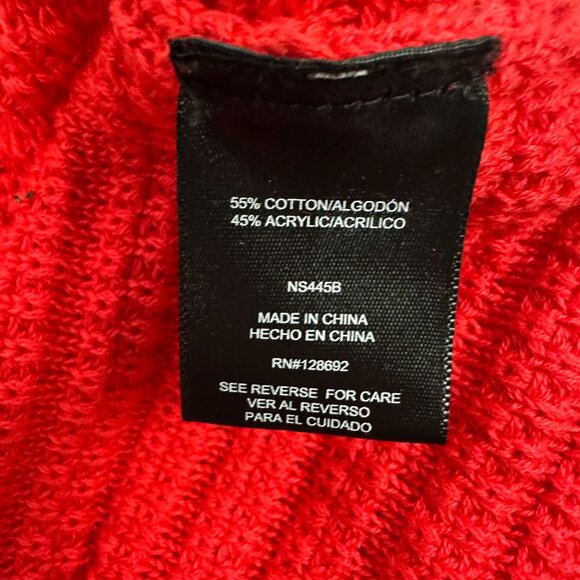 55% COTTON/ALGODÓN
45% ACRYLIC/ACRILICO
NS445B
MADE IN CHINA
HECHO EN CHINA
RN#128692
SEE REVERSE FOR CARE
VER AL REVERSO
PARA EL CUIDADO